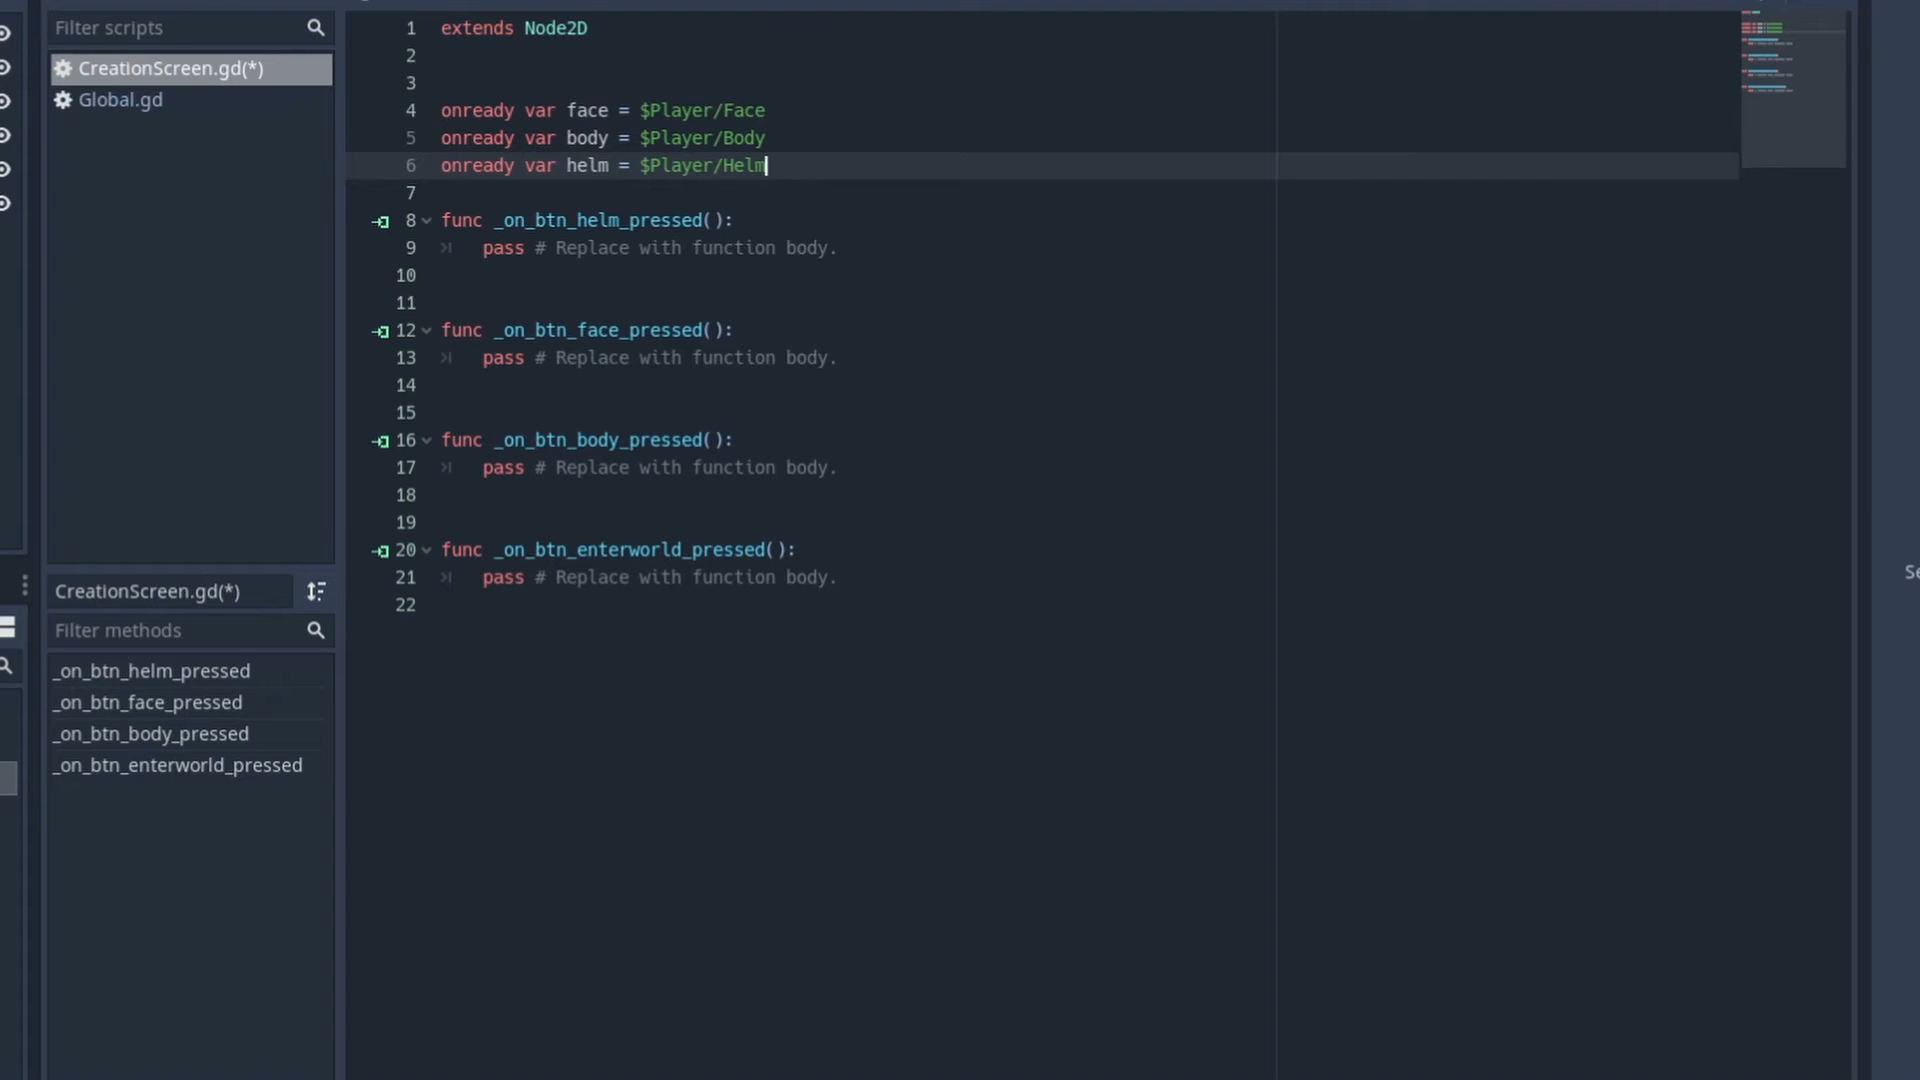 Filter scripts
CreationScreen.gd(*)
Global.gd
CreationScreen.gd(*)
Filter methods
_on_btn_helm_pressed
_on_btn_face_pressed
_on_btn_body_pressed
_on_btn_enterworld_pressed
1 extends Node2D
2
3
4 onready var face = $Player/Face
5 onready var body = $Player/Body
6 onready var helm = $Player/Helm
7
8 func _on_btn_helm_pressed():
9 pass # Replace with function body.
10
11
12 func _on_btn_face_pressed():
13 pass # Replace with function body.
14
15
16 func _on_btn_body_pressed():
17 pass # Replace with function body.
18
19
20 func _on_btn_enterworld_pressed():
21 pass # Replace with function body.
22